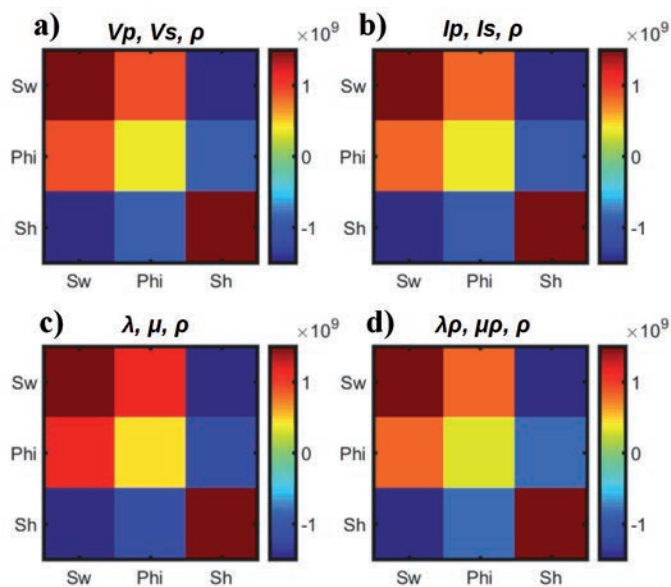 a) Vp, Vs, ρ ×10⁹
Sw
Phi
Sh
Sw Phi Sh
1
0
-1
b) Ip, Is, ρ ×10⁹
Sw
Phi
Sh
Sw Phi Sh
1
0
-1
c) λ, μ, ρ ×10⁹
Sw
Phi
Sh
Sw Phi Sh
1
0
-1
d) λρ, μρ, ρ ×10⁹
Sw
Phi
Sh
Sw Phi Sh
1
0
-1